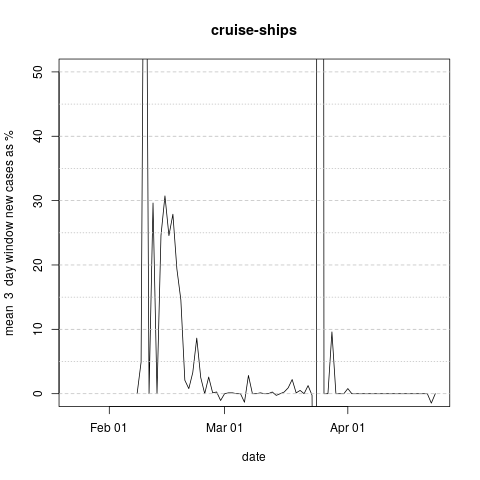 cruise-ships
mean 3 day window new cases as %
50
40
30
20
10
0
Feb 01
Mar 01
Apr 01
date